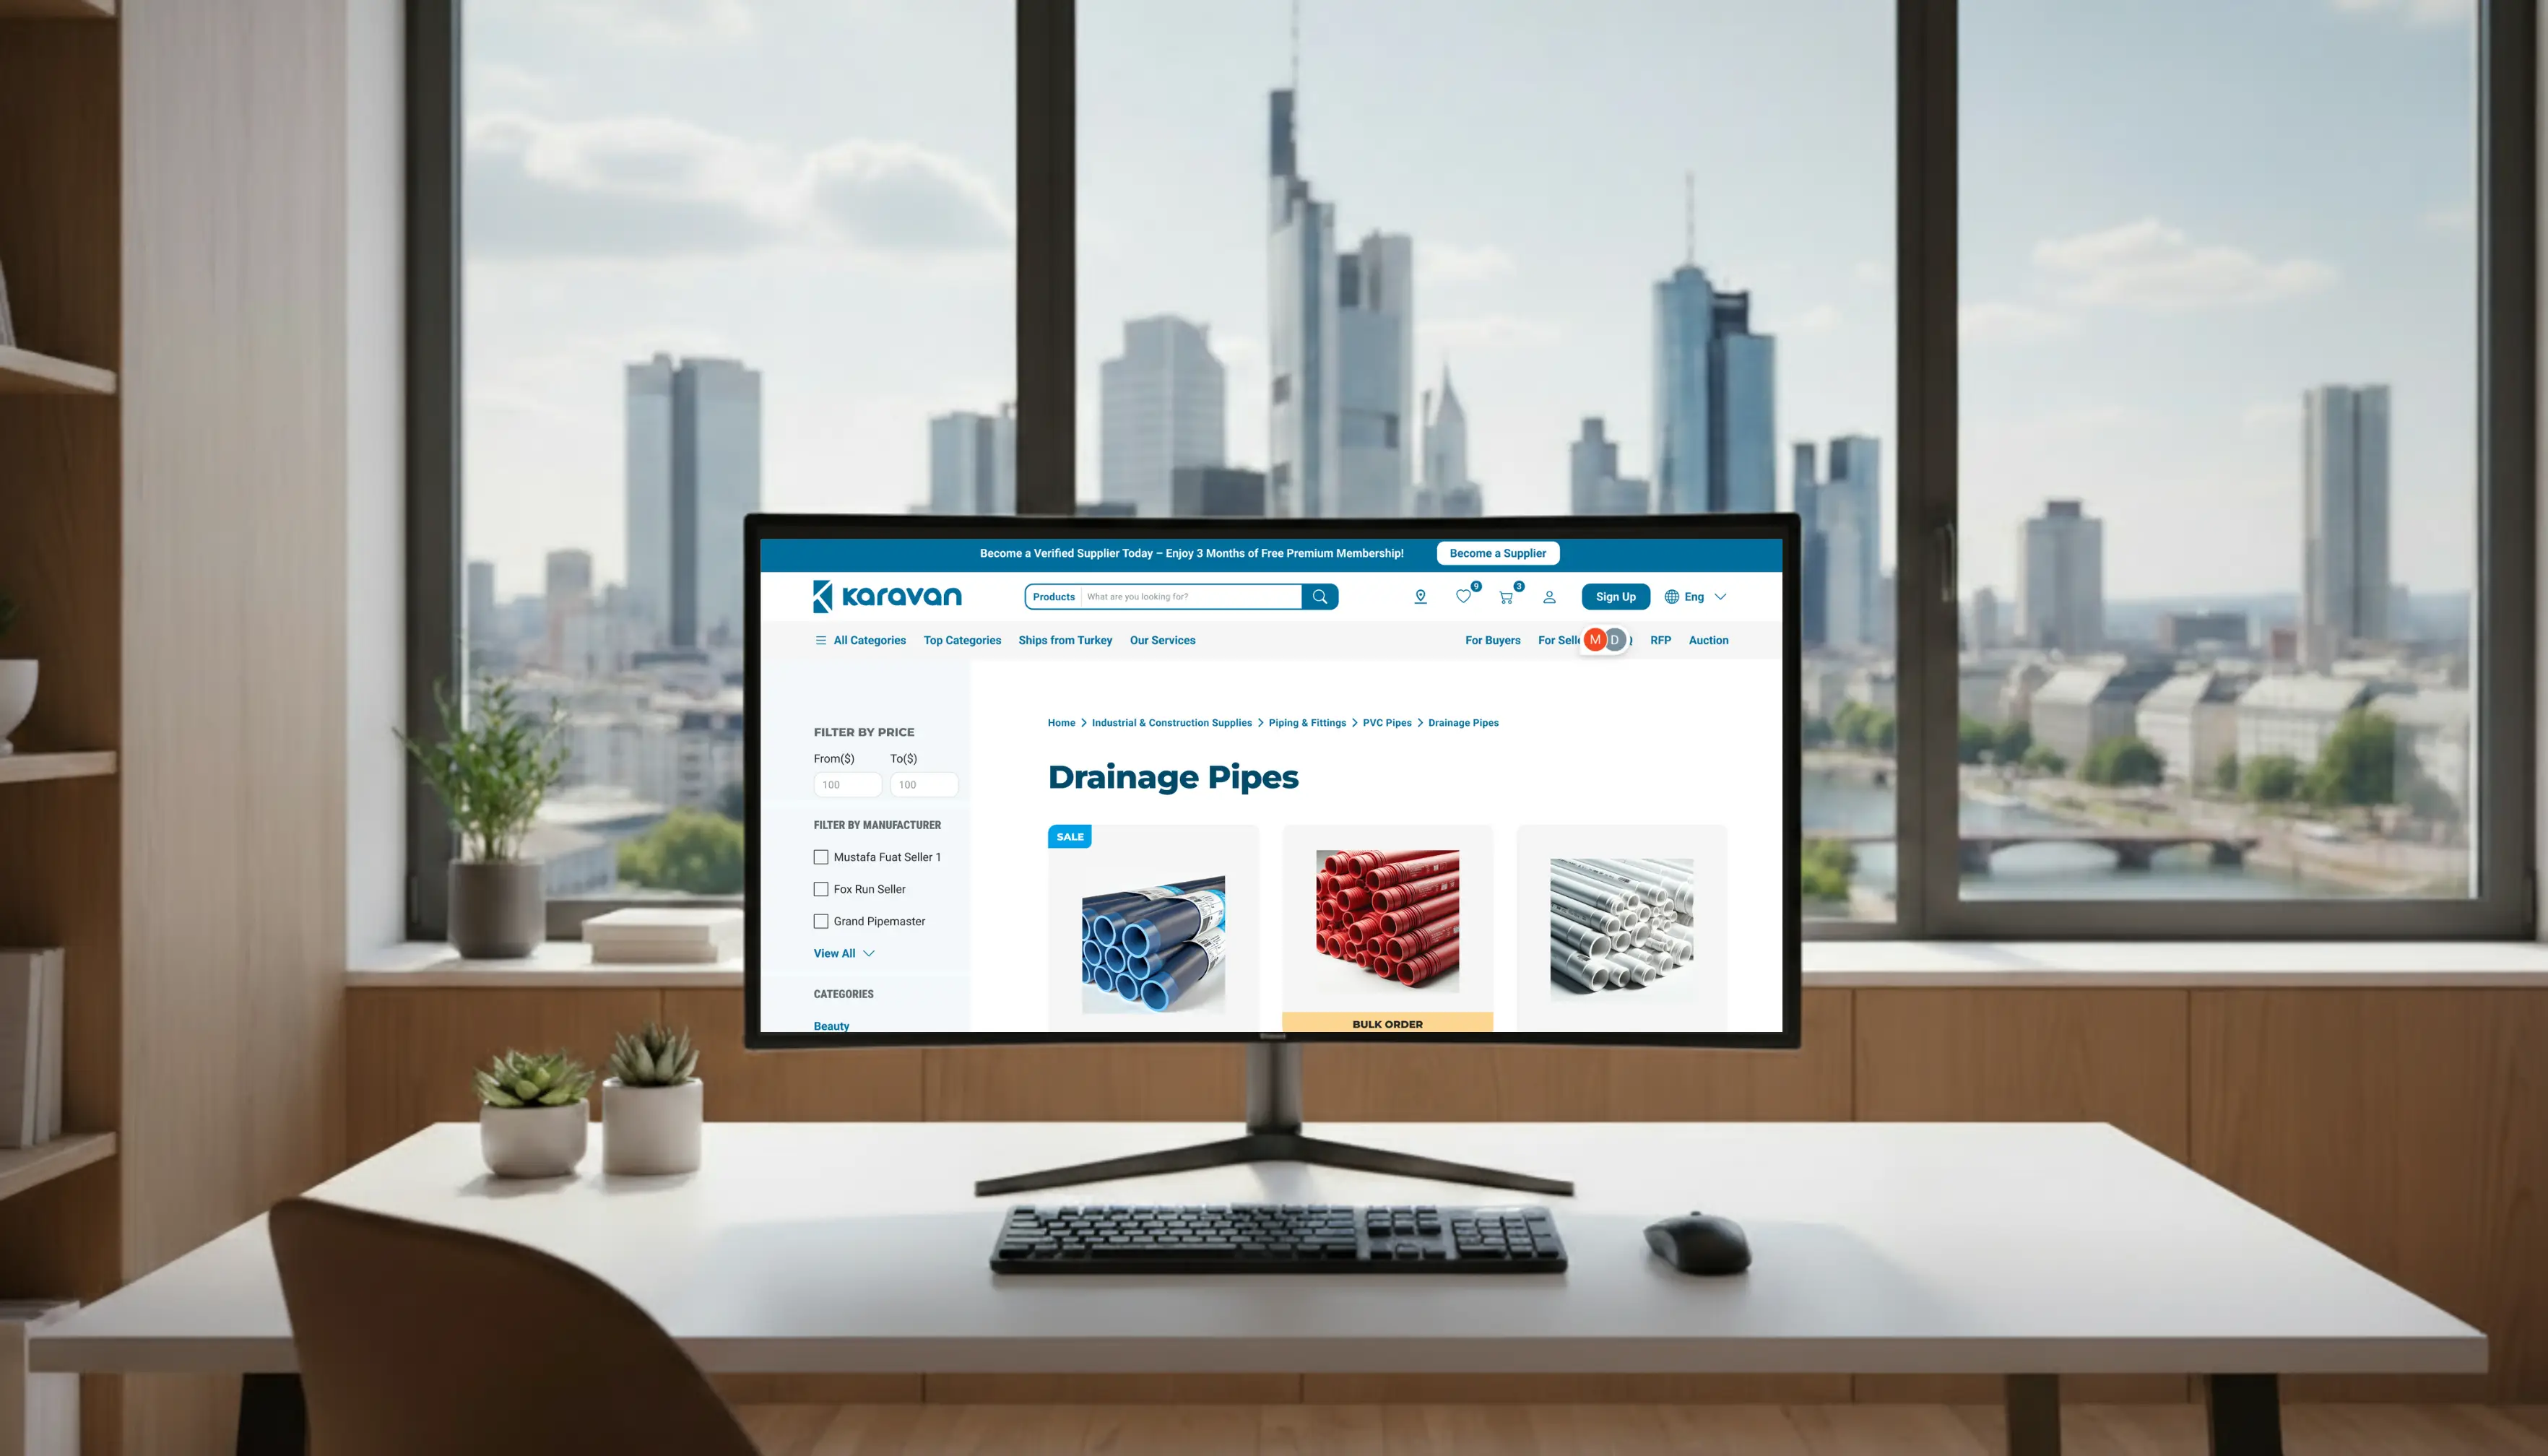 Become a Verified Supplier Today – Enjoy 3 Months of Free Premium Membership! Become a Supplier
Karavan Products What are you looking for? 9 3 Sign Up Eng
All Categories Top Categories Ships from Turkey Our Services For Buyers For Selle M D RFP Auction
Home > Industrial & Construction Supplies > Piping & Fittings > PVC Pipes > Drainage Pipes
FILTER BY PRICE
From($) To($)
100 100
FILTER BY MANUFACTURER
Mustafa Fuat Seller 1
Fox Run Seller
Grand Pipemaster
View All
CATEGORIES
Beauty
Drainage Pipes
SALE
BULK ORDER